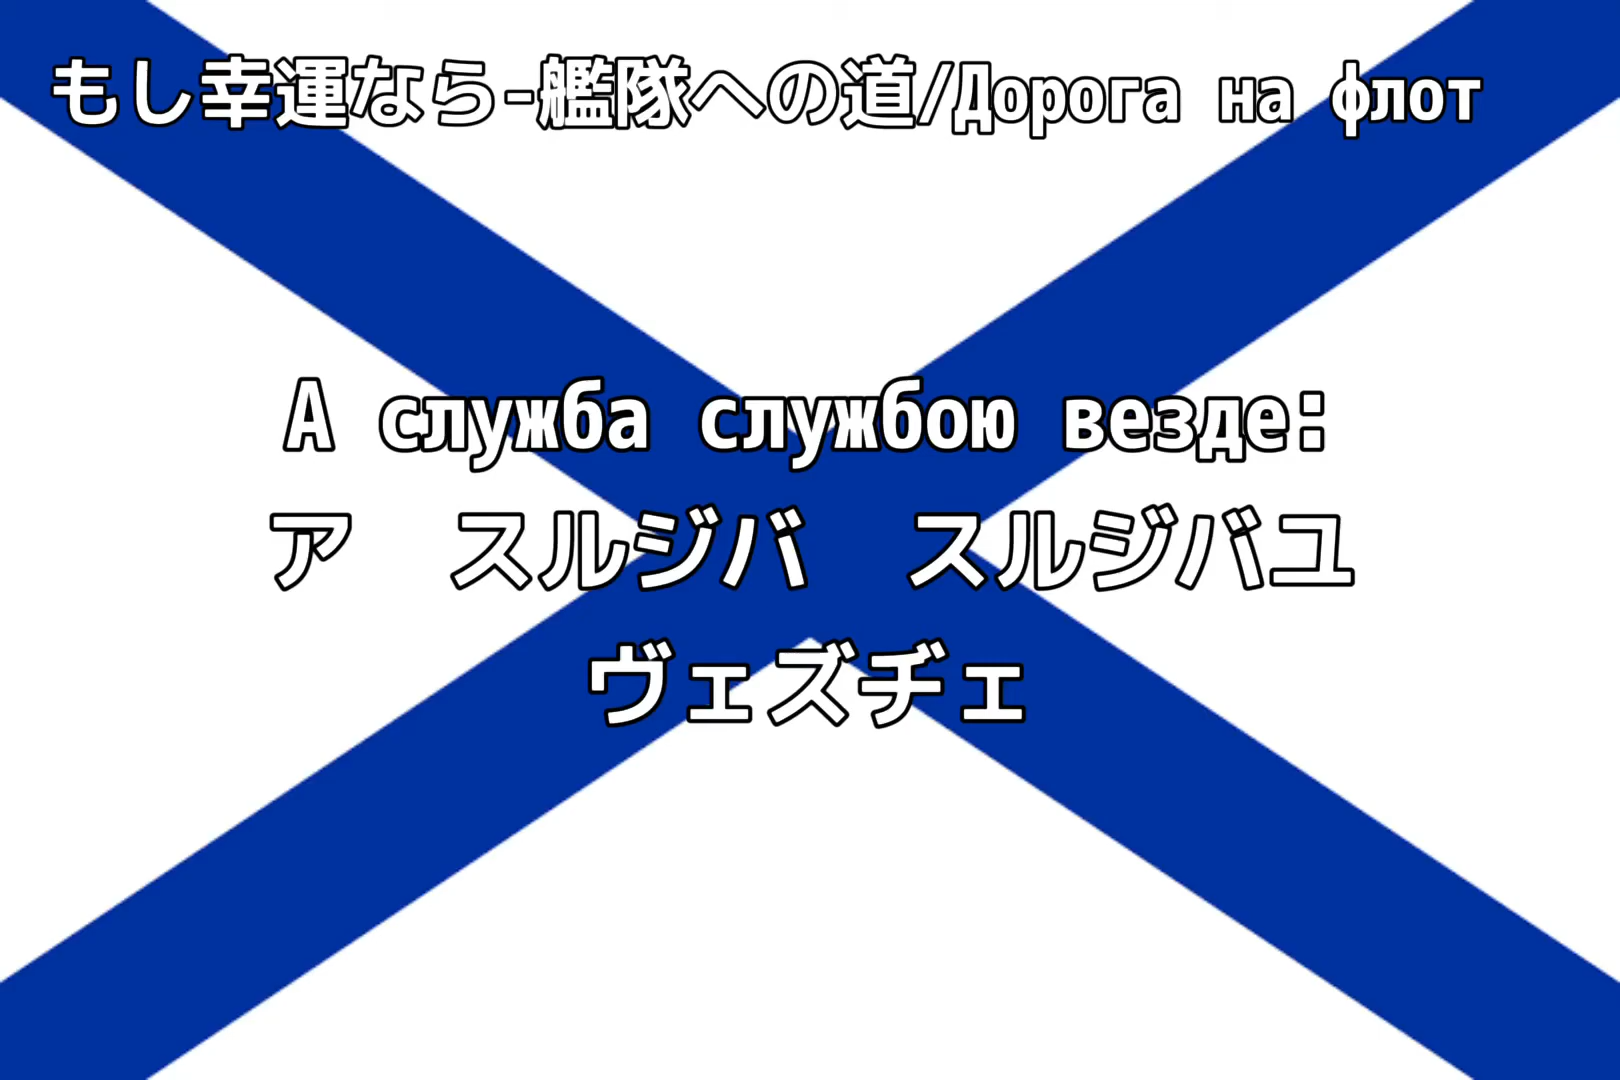 もし幸運なら-艦隊への道/Дорога на флот
А служба службою везде:
ア　スルジバ　スルジバユ
ヴェズヂェ